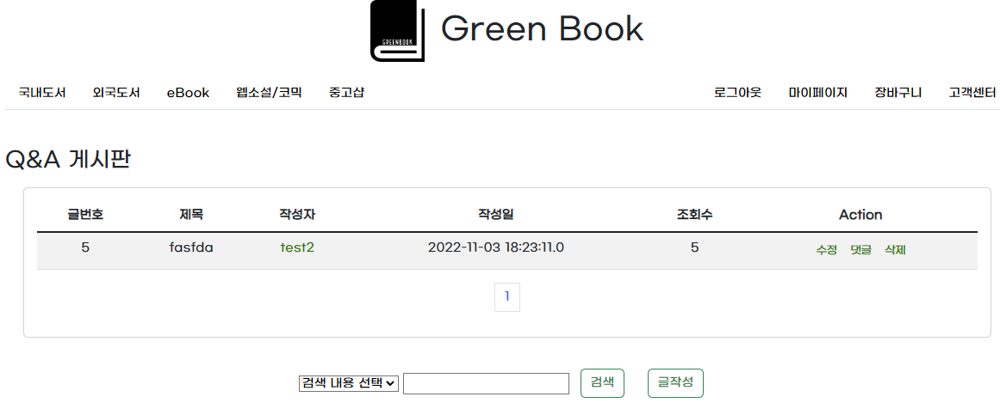 GREENBOOK
Green Book
국내도서 외국도서 eBook 웹소설/코믹 중고샵 로그아웃 마이페이지 장바구니 고객센터
Q&A 게시판
글번호 제목 작성자 작성일 조회수 Action
5 fasfda test2 2022-11-03 18:23:11.0 5 수정 댓글 삭제
1
검색 내용 선택 검색 글작성